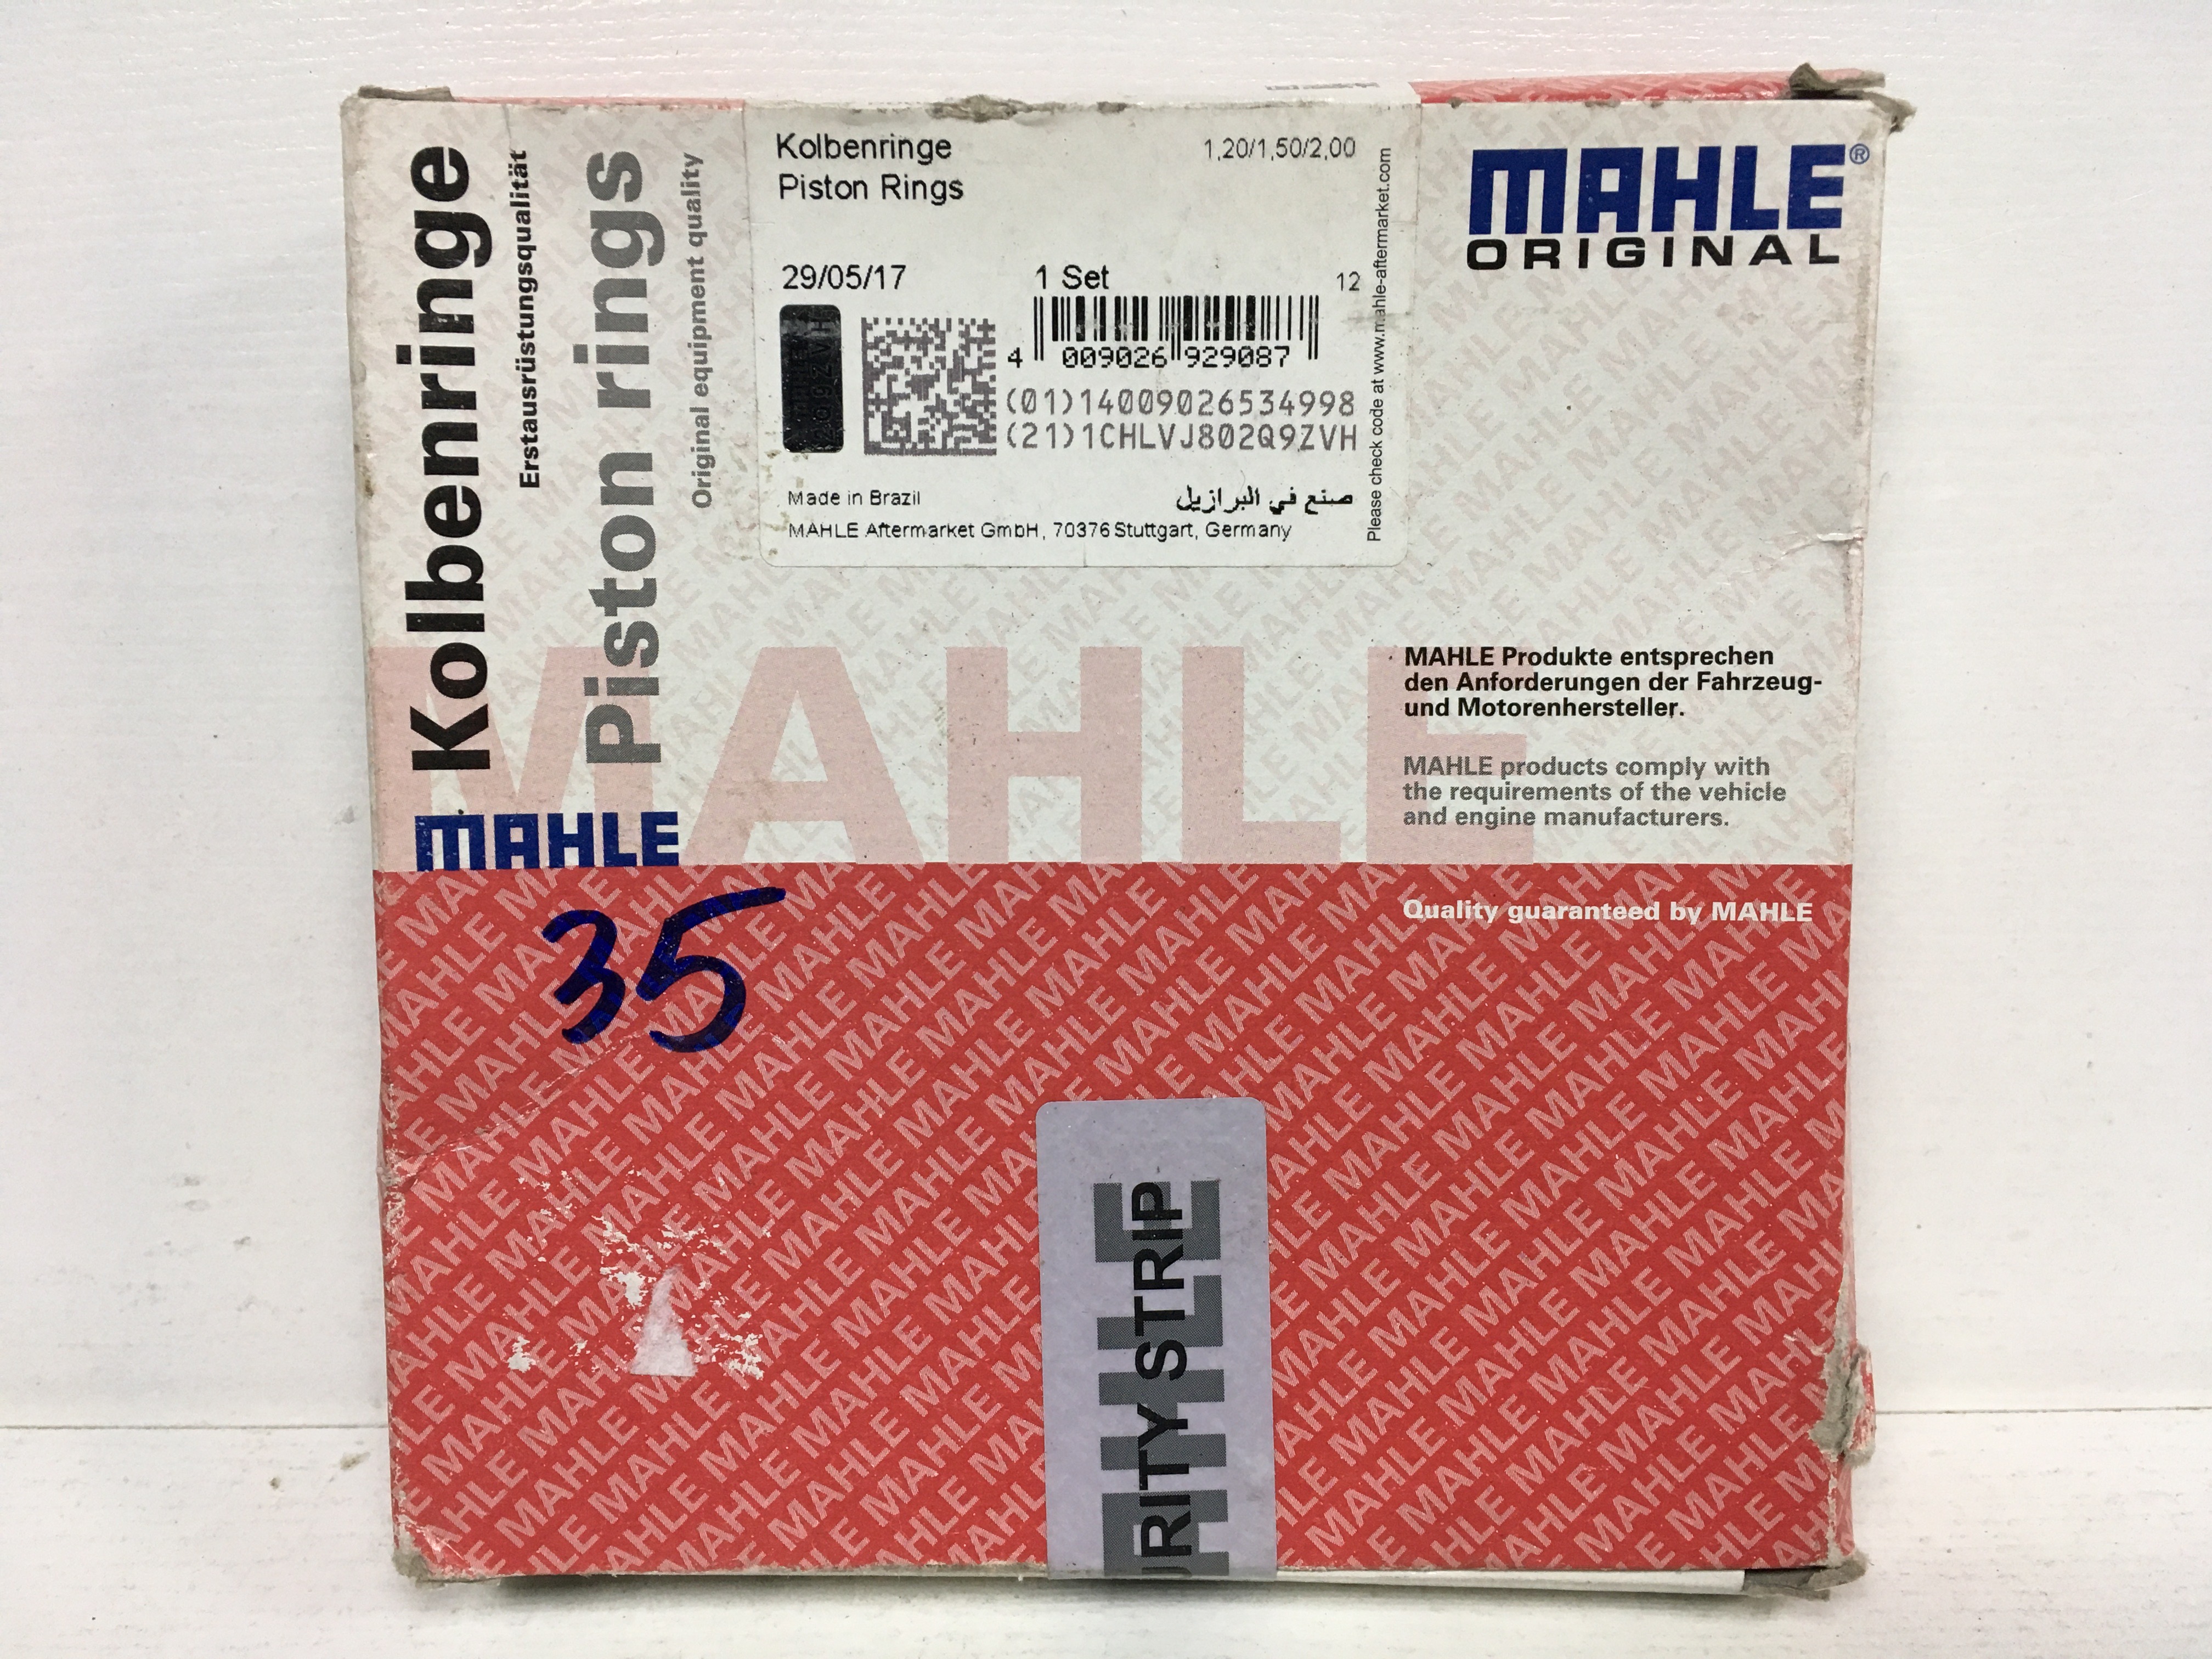 Kolbenringe
Erstausrüstungsqualität
Piston rings
Original equipment quality
MAHLE
Kolbenringe
1,20/1,50/2,00
Piston Rings
29/05/17
1 Set
12
4 009026 929087
(01)14009026534998
(21)1CHLVJ802Q9ZVH
Made in Brazil
صنع في البرازيل
MAHLE Aftermarket GmbH, 70376 Stuttgart, Germany
Please check code at www.mahle-aftermarket.com
MAHLE®
ORIGINAL
MAHLE
MAHLE Produkte entsprechen
den Anforderungen der Fahrzeug-
und Motorenhersteller.
MAHLE products comply with
the requirements of the vehicle
and engine manufacturers.
Quality guaranteed by MAHLE
35
URITY STRIP